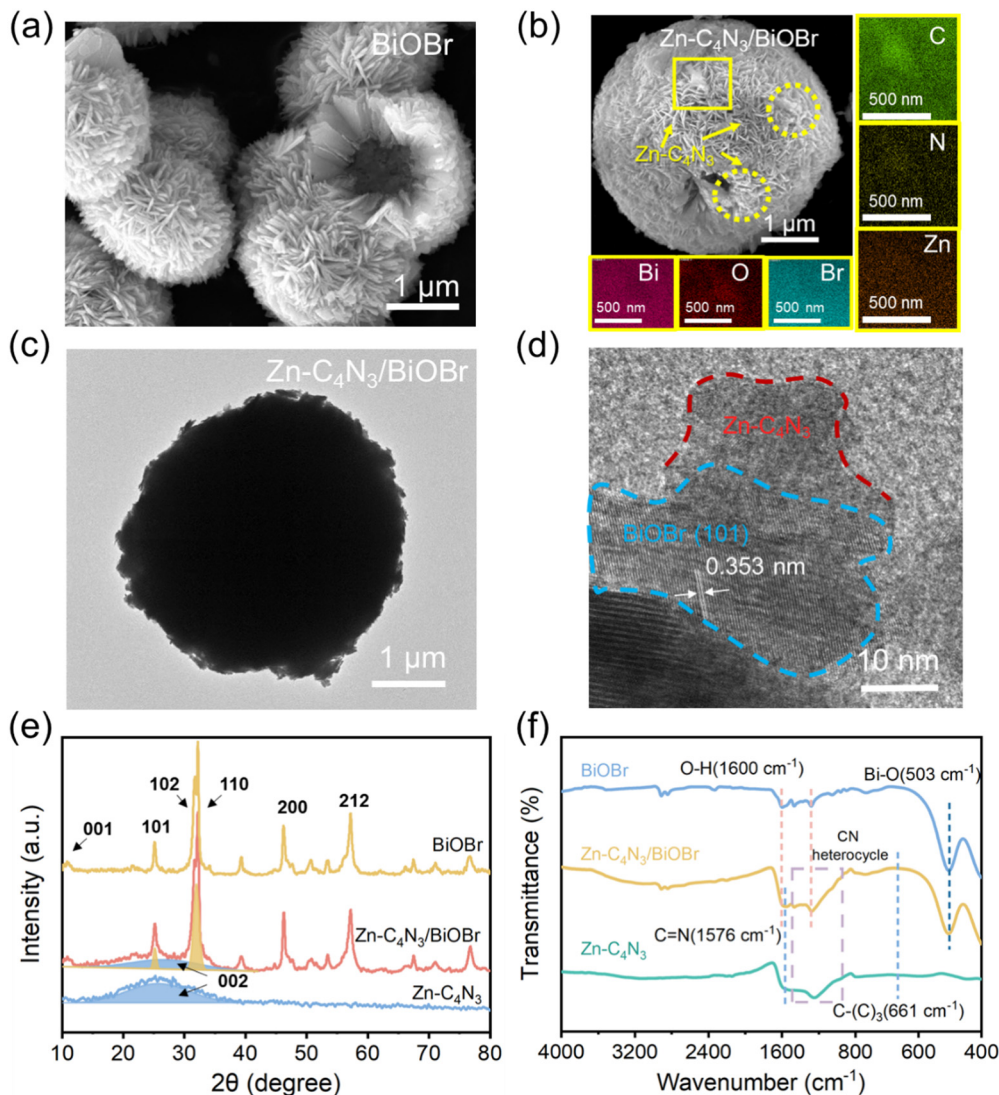 (a)
BiOBr
1 µm
(b)
Zn-C₄N₃/BiOBr
Zn-C₄N₃
1 µm
C
500 nm
N
500 nm
Zn
500 nm
Bi
500 nm
O
500 nm
Br
500 nm
(c)
Zn-C₄N₃/BiOBr
1 µm
(d)
Zn-C₄N₃
BiOBr (101)
0.353 nm
10 nm
(e)
Intensity (a.u.)
001
101
102
110
200
212
BiOBr
Zn-C₄N₃/BiOBr
002
Zn-C₄N₃
10 20 30 40 50 60 70 80
2θ (degree)
(f)
Transmittance (%)
BiOBr
O-H(1600 cm⁻¹)
Bi-O(503 cm⁻¹)
Zn-C₄N₃/BiOBr
CN
heterocycle
C=N(1576 cm⁻¹)
Zn-C₄N₃
C-(C)₃(661 cm⁻¹)
4000 3200 2400 1600 800 600 400
Wavenumber (cm⁻¹)